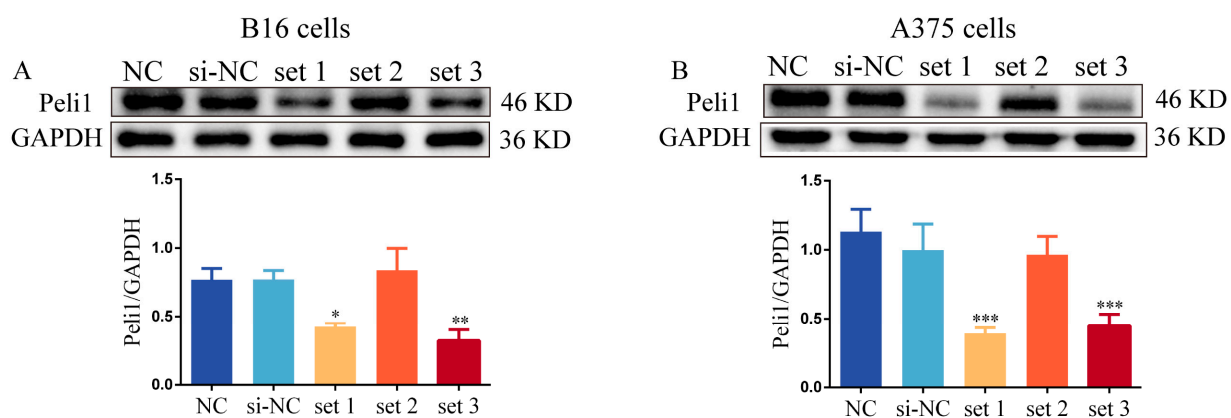 B16 cells
A
NC si-NC set 1 set 2 set 3
Peli1 46 KD
GAPDH 36 KD
Peli1/GAPDH
1.5
1.0
0.5
0.0
*
**
NC si-NC set 1 set 2 set 3
A375 cells
B
NC si-NC set 1 set 2 set 3
Peli1 46 KD
GAPDH 36 KD
Peli1/GAPDH
1.5
1.0
0.5
0.0
***
***
NC si-NC set 1 set 2 set 3